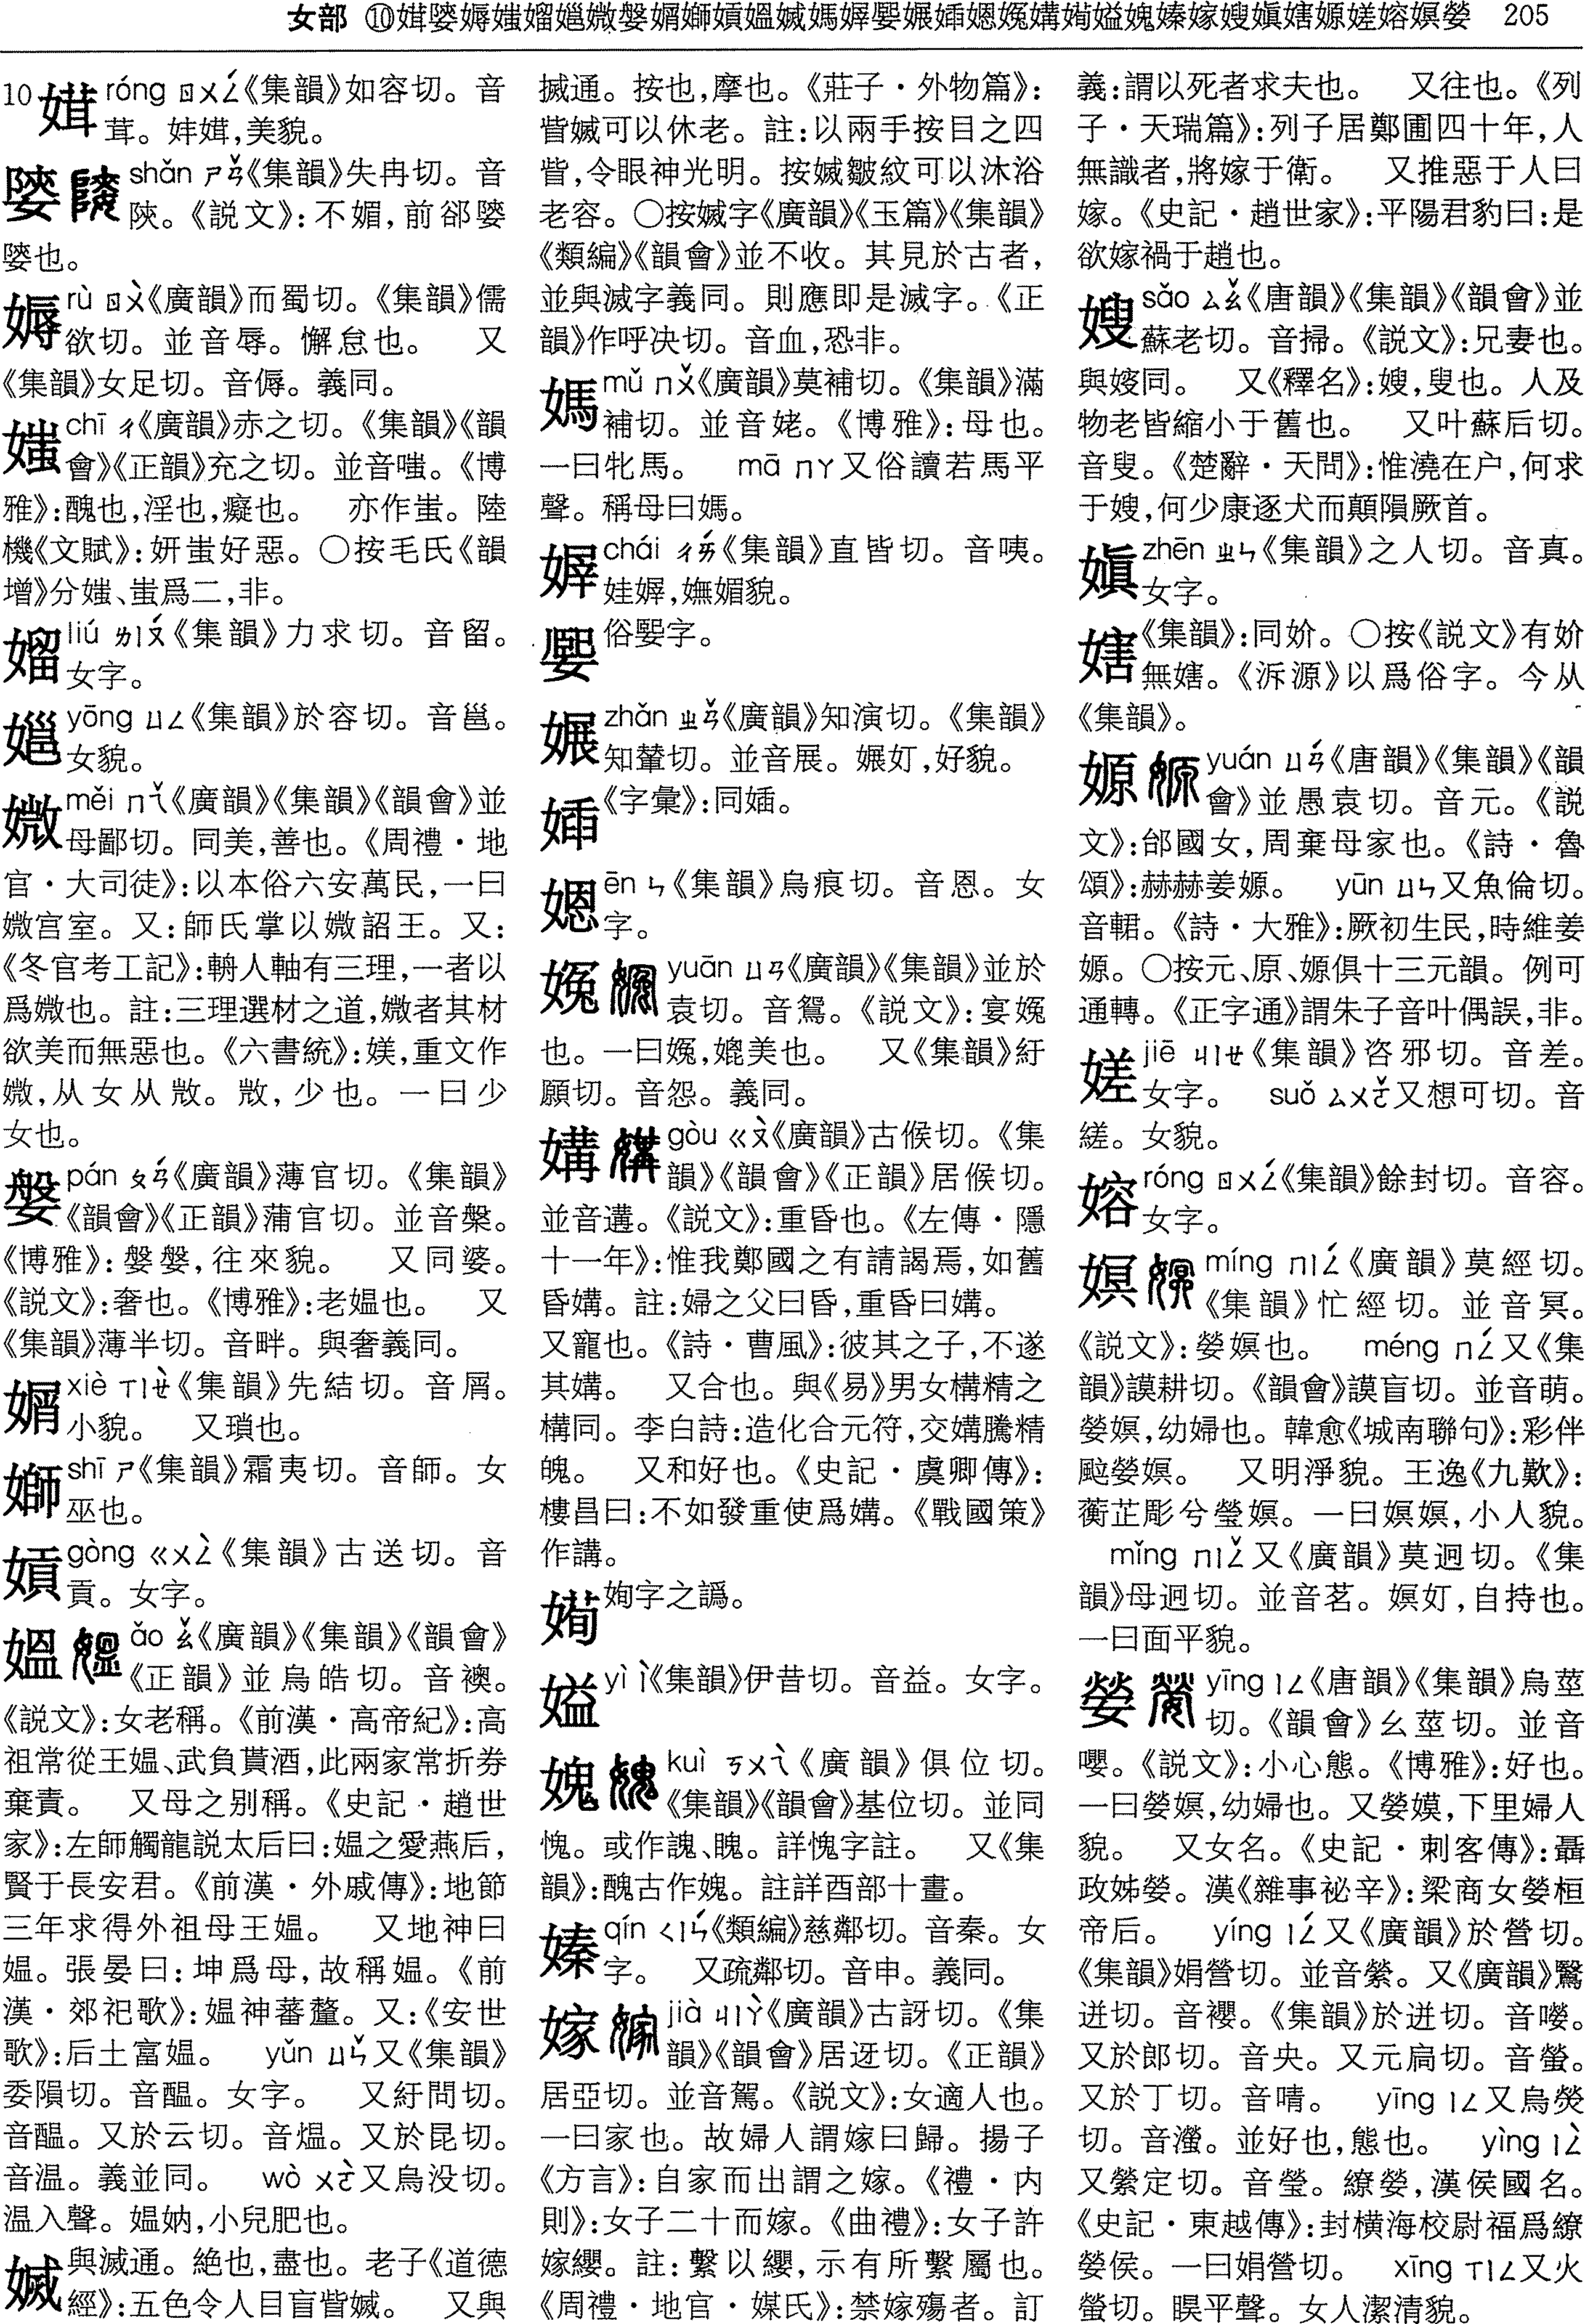 女部 ⑩媶嫈媷媸媹㜉媺媻媦媰㜏媼㜷媽㜗㜘㜊媋㛱㛪媾媈嫨媿嫀嫁嫂嫃㛿嫄嫅嫆嫇嫈 205
10 媶 róng ㄖㄨㄥˊ《集韻》如容切。音
茸。妦媶,美貌。
shǎn ㄕㄢˇ《集韻》失冉切。音
陝。《説文》:不媚,前郤
也。
媷 rù ㄖㄨˋ《廣韻》而蜀切。《集韻》儒
欲切。並音辱。懈怠也。 又
《集韻》女足切。音傉。義同。
媸 chī ㄔ《廣韻》赤之切。《集韻》《韻
會》《正韻》充之切。並音嗤。《博
雅》:醜也,淫也,癡也。 亦作蚩。陸
機《文賦》:妍蚩好惡。○按毛氏《韻
增》分媸、蚩爲二,非。
媹 liú ㄌㄧㄡˊ《集韻》力求切。音留。
女字。
yōng ㄩㄥ《集韻》於容切。音邕。
女貌。
媺 měi ㄇㄟˇ《廣韻》《集韻》《韻會》並
母鄙切。同美,善也。《周禮·地
官·大司徒》:以本俗六安萬民,一曰
媺宫室。又:師氏掌以媺詔王。又:
《冬官考工記》:輈人軸有三理,一者以
爲媺也。註:三理選材之道,媺者其材
欲美而無惡也。《六書統》:媄,重文作
媺,从女从敚。敚,少也。一曰少
女也。
媻 pán ㄆㄢˊ《廣韻》薄官切。《集韻》
《韻會》《正韻》蒲官切。並音槃。
《博雅》:媻媻,往來貌。 又同婆。
《説文》:奢也。《博雅》:老媪也。 又
《集韻》薄半切。音畔。與奢義同。
xiè ㄒㄧㄝˋ《集韻》先結切。音屑。
小貌。 又瑣也。
shī ㄕ《集韻》霜夷切。音師。女
巫也。
gòng ㄍㄨㄥˋ《集韻》古送切。音
貢。女字。
媪 ǎo ㄠˇ《廣韻》《集韻》《韻會》
《正韻》並烏皓切。音襖。
《説文》:女老稱。《前漢·高帝紀》:高
祖常從王媪、武負貰酒,此兩家常折券
棄責。 又母之别稱。《史記·趙世
家》:左師觸龍説太后曰:媪之愛燕后,
賢于長安君。《前漢·外戚傳》:地節
三年求得外祖母王媪。 又地神曰
媪。張晏曰:坤爲母,故稱媪。《前
漢·郊祀歌》:媪神蕃釐。又:《安世
歌》:后土富媪。 yǔn ㄩㄣˇ又《集韻》
委隕切。音醖。女字。 又紆問切。
音醖。又於云切。音熅。又於昆切。
音温。義並同。 wò ㄨㄛˋ又烏没切。
温入聲。媪妠,小兒肥也。
媙 與滅通。絶也,盡也。老子《道德
經》:五色令人目盲眥媙。 又與
搣通。按也,摩也。《莊子·外物篇》:
眥媙可以休老。註:以兩手按目之四
眥,令眼神光明。按媙皺紋可以沐浴
老容。○按媙字《廣韻》《玉篇》《集韻》
《類編》《韻會》並不收。其見於古者,
並與滅字義同。則應即是滅字。《正
韻》作呼决切。音血,恐非。
媽 mǔ ㄇㄨˇ《廣韻》莫補切。《集韻》滿
補切。並音姥。《博雅》:母也。
一曰牝馬。 mā ㄇㄚ又俗讀若馬平
聲。稱母曰媽。
chái ㄔㄞˊ《集韻》直皆切。音㖇。
娃,嫵媚貌。
俗娶字。
zhǎn ㄓㄢˇ《廣韻》知演切。《集韻》
知輦切。並音展。㜊奵,好貌。
《字彙》:同媔。
ēn ㄣ《集韻》烏痕切。音恩。女
字。
yuān ㄩㄢ《廣韻》《集韻》並於
袁切。音鴛。《説文》:宴婏
也。一曰婏,媲美也。 又《集韻》紆
願切。音怨。義同。
媾 gòu ㄍㄡˋ《廣韻》古候切。《集
韻》《韻會》《正韻》居候切。
並音遘。《説文》:重昏也。《左傳·隱
十一年》:惟我鄭國之有請謁焉,如舊
昏媾。註:婦之父曰昏,重昏曰媾。
又寵也。《詩·曹風》:彼其之子,不遂
其媾。 又合也。與《易》男女構精之
構同。李白詩:造化合元符,交媾騰精
魄。 又和好也。《史記·虞卿傳》:
樓昌曰:不如發重使爲媾。《戰國策》
作講。
姰字之譌。
嫨 yì ㄧˋ《集韻》伊昔切。音益。女字。
媿 kuì ㄎㄨㄟˋ《廣韻》俱位切。
《集韻》《韻會》基位切。並同
愧。或作謉、䁛。詳愧字註。 又《集
韻》:醜古作媿。註詳酉部十畫。
嫀 qín ㄑㄧㄣˊ《類編》慈鄰切。音秦。女
字。 又疏鄰切。音申。義同。
嫁 jià ㄐㄧㄚˋ《廣韻》古訝切。《集
韻》《韻會》居迓切。《正韻》
居亞切。並音駕。《説文》:女適人也。
一曰家也。故婦人謂嫁曰歸。揚子
《方言》:自家而出謂之嫁。《禮·内
則》:女子二十而嫁。《曲禮》:女子許
嫁纓。註:繫以纓,示有所繫屬也。
《周禮·地官·媒氏》:禁嫁殤者。訂
義:謂以死者求夫也。 又往也。《列
子·天瑞篇》:列子居鄭圃四十年,人
無識者,將嫁于衛。 又推惡于人曰
嫁。《史記·趙世家》:平陽君豹曰:是
欲嫁禍于趙也。
嫂 sǎo ㄙㄠˇ《唐韻》《集韻》《韻會》並
蘇老切。音掃。《説文》:兄妻也。
與㛮同。 又《釋名》:嫂,叟也。人及
物老皆縮小于舊也。 又叶蘇后切。
音叟。《楚辭·天問》:惟澆在户,何求
于嫂,何少康逐犬而顛隕厥首。
嫃 zhēn ㄓㄣ《集韻》之人切。音真。
女字。
《集韻》:同妎。○按《説文》有妎
無㛿。《泝源》以爲俗字。今从
《集韻》。
嫄 yuán ㄩㄢˊ《唐韻》《集韻》《韻
會》並愚袁切。音元。《説
文》:邰國女,周棄母家也。《詩·魯
頌》:赫赫姜嫄。 yūn ㄩㄣ又魚倫切。
音輑。《詩·大雅》:厥初生民,時維姜
嫄。○按元、原、嫄俱十三元韻。例可
通轉。《正字通》謂朱子音叶偶誤,非。
嫅 jiē ㄐㄧㄝ《集韻》咨邪切。音差。
女字。 suǒ ㄙㄨㄛˇ又想可切。音
縒。女貌。
嫆 róng ㄖㄨㄥˊ《集韻》餘封切。音容。
女字。
嫇 míng ㄇㄧㄥˊ《廣韻》莫經切。
《集韻》忙經切。並音冥。
《説文》:嫈嫇也。 méng ㄇㄥˊ又《集
韻》謨耕切。《韻會》謨盲切。並音萌。
嫈嫇,幼婦也。韓愈《城南聯句》:彩伴
颭嫈嫇。 又明淨貌。王逸《九歎》:
蘅芷彫兮瑩嫇。一曰嫇嫇,小人貌。
mǐng ㄇㄧㄥˇ又《廣韻》莫迥切。《集
韻》母迥切。並音茗。嫇奵,自持也。
一曰面平貌。
嫈 yīng ㄧㄥ《唐韻》《集韻》烏莖
切。《韻會》幺莖切。並音
嚶。《説文》:小心態。《博雅》:好也。
一曰嫈嫇,幼婦也。又嫈嫫,下里婦人
貌。 又女名。《史記·刺客傳》:聶
政姊嫈。漢《雜事祕辛》:梁商女嫈桓
帝后。 yíng ㄧㄥˊ又《廣韻》於營切。
《集韻》娟營切。並音縈。又《廣韻》鷖
迸切。音褮。《集韻》於迸切。音嘤。
又於郎切。音央。又元扃切。音螢。
又於丁切。音啨。 yīng ㄧㄥ又烏熒
切。音瀅。並好也,態也。 yìng ㄧㄥˋ
又縈定切。音瑩。繚嫈,漢侯國名。
《史記·東越傳》:封横海校尉福爲繚
嫈侯。一曰娟營切。 xīng ㄒㄧㄥ又火
螢切。瞁平聲。女人潔清貌。